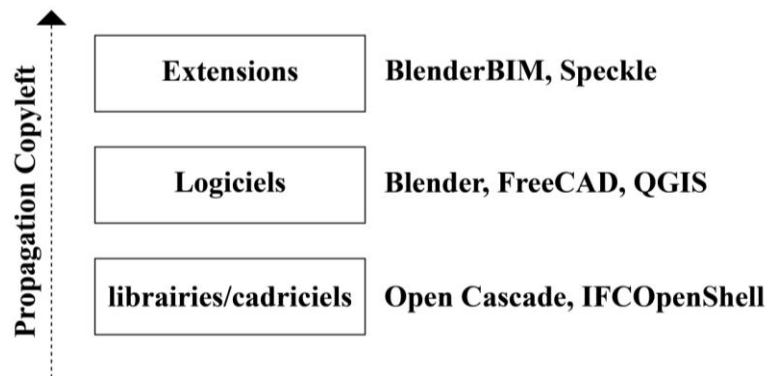 Propagation Copyleft
Extensions
BlenderBIM, Speckle
Logiciels
Blender, FreeCAD, QGIS
librairies/cadriciels
Open Cascade, IFCOpenShell